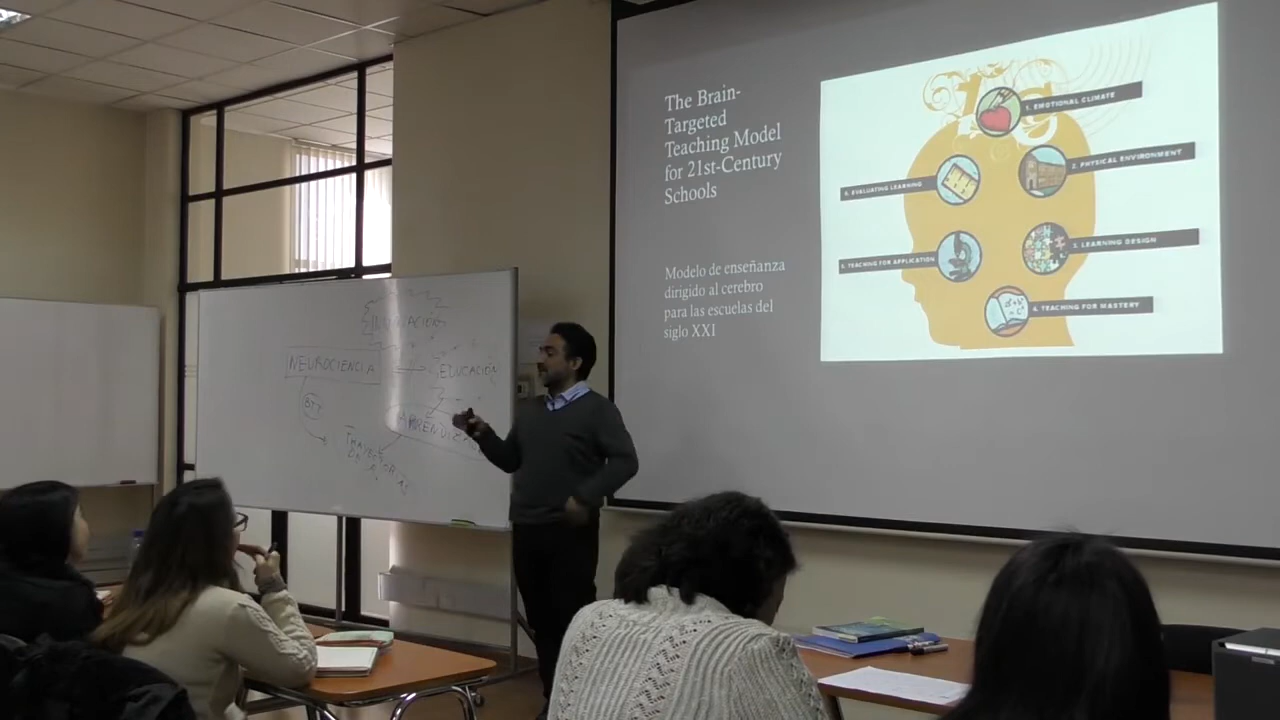 INNOVACIÓN
NEUROCIENCIA
EDUCACIÓN
BTT
The Brain-
Targeted
Teaching Model
for 21st-Century
Schools
Modelo de enseñanza
dirigido al cerebro
para las escuelas del
siglo XXI
1. EMOTIONAL CLIMATE
2. PHYSICAL ENVIRONMENT
6. EVALUATING LEARNING
3. LEARNING DESIGN
5. TEACHING FOR APPLICATION
4. TEACHING FOR MASTERY